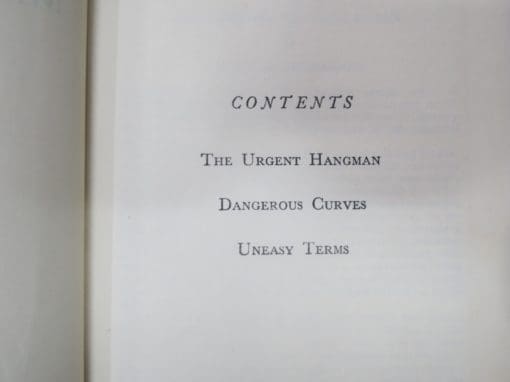 CONTENTS
THE URGENT HANGMAN
DANGEROUS CURVES
UNEASY TERMS